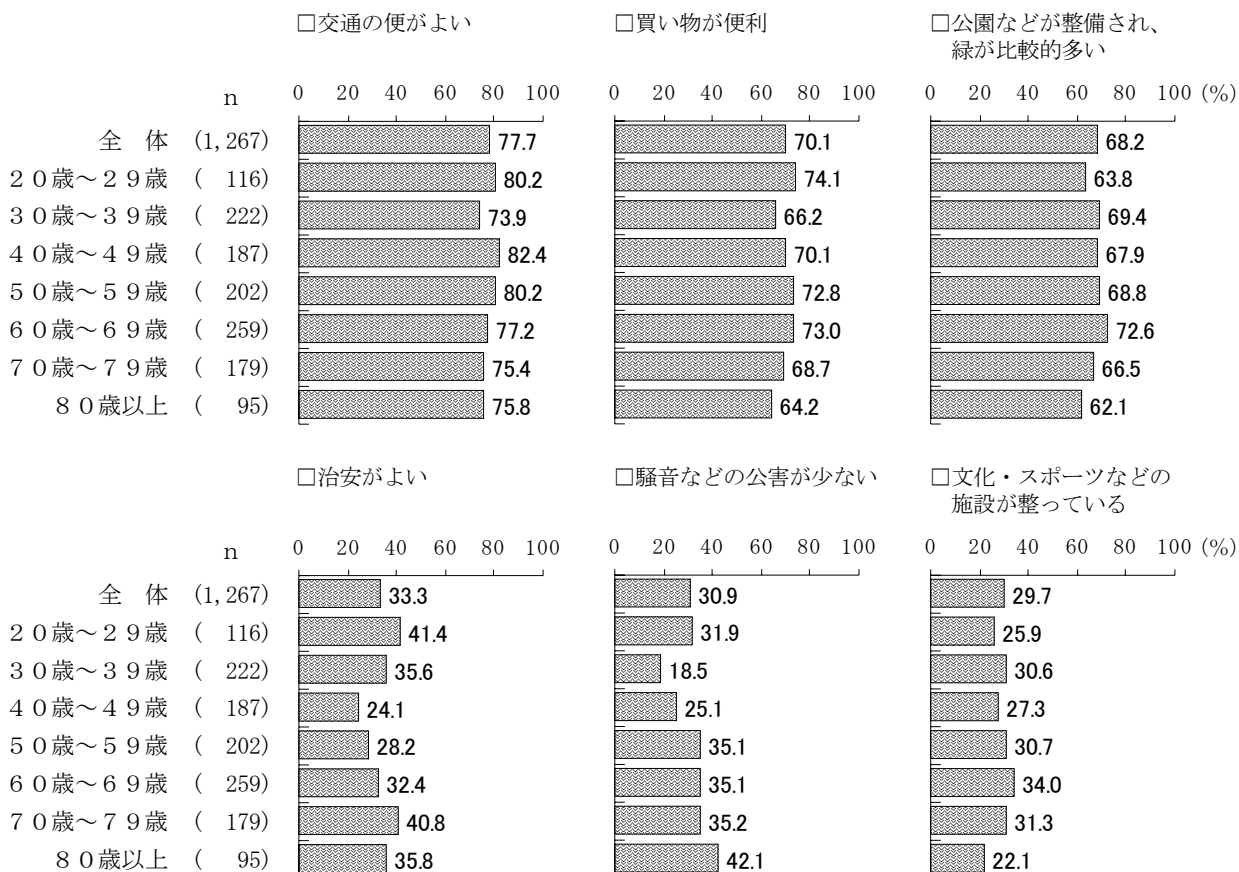 □交通の便がよい □買い物が便利 □公園などが整備され、
緑が比較的多い
n 0 20 40 60 80 100 0 20 40 60 80 100 0 20 40 60 80 100 (%)
全 体 (1,267) 77.7 70.1 68.2
20歳～29歳 ( 116) 80.2 74.1 63.8
30歳～39歳 ( 222) 73.9 66.2 69.4
40歳～49歳 ( 187) 82.4 70.1 67.9
50歳～59歳 ( 202) 80.2 72.8 68.8
60歳～69歳 ( 259) 77.2 73.0 72.6
70歳～79歳 ( 179) 75.4 68.7 66.5
80歳以上 ( 95) 75.8 64.2 62.1
□治安がよい □騒音などの公害が少ない □文化・スポーツなどの
施設が整っている
n 0 20 40 60 80 100 0 20 40 60 80 100 0 20 40 60 80 100 (%)
全 体 (1,267) 33.3 30.9 29.7
20歳～29歳 ( 116) 41.4 31.9 25.9
30歳～39歳 ( 222) 35.6 18.5 30.6
40歳～49歳 ( 187) 24.1 25.1 27.3
50歳～59歳 ( 202) 28.2 35.1 30.7
60歳～69歳 ( 259) 32.4 35.1 34.0
70歳～79歳 ( 179) 40.8 35.2 31.3
80歳以上 ( 95) 35.8 42.1 22.1